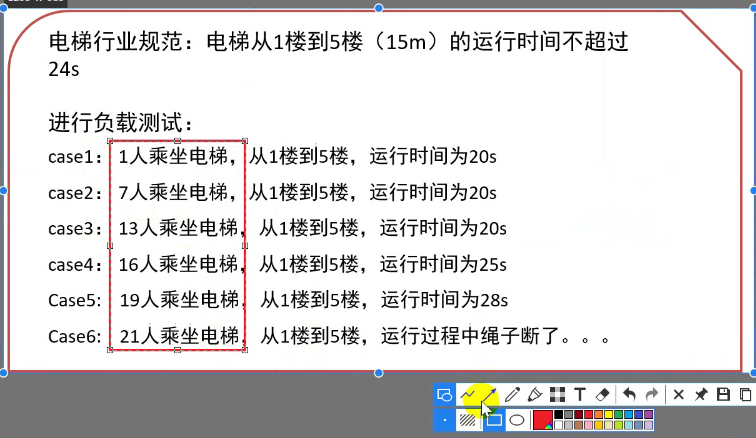 电梯行业规范：电梯从1楼到5楼（15m）的运行时间不超过
24s
进行负载测试：
case1： 1人乘坐电梯，从1楼到5楼，运行时间为20s
case2： 7人乘坐电梯，从1楼到5楼，运行时间为20s
case3： 13人乘坐电梯，从1楼到5楼，运行时间为20s
case4： 16人乘坐电梯，从1楼到5楼，运行时间为25s
Case5: 19人乘坐电梯，从1楼到5楼，运行时间为28s
Case6: 21人乘坐电梯，从1楼到5楼，运行过程中绳子断了。。。